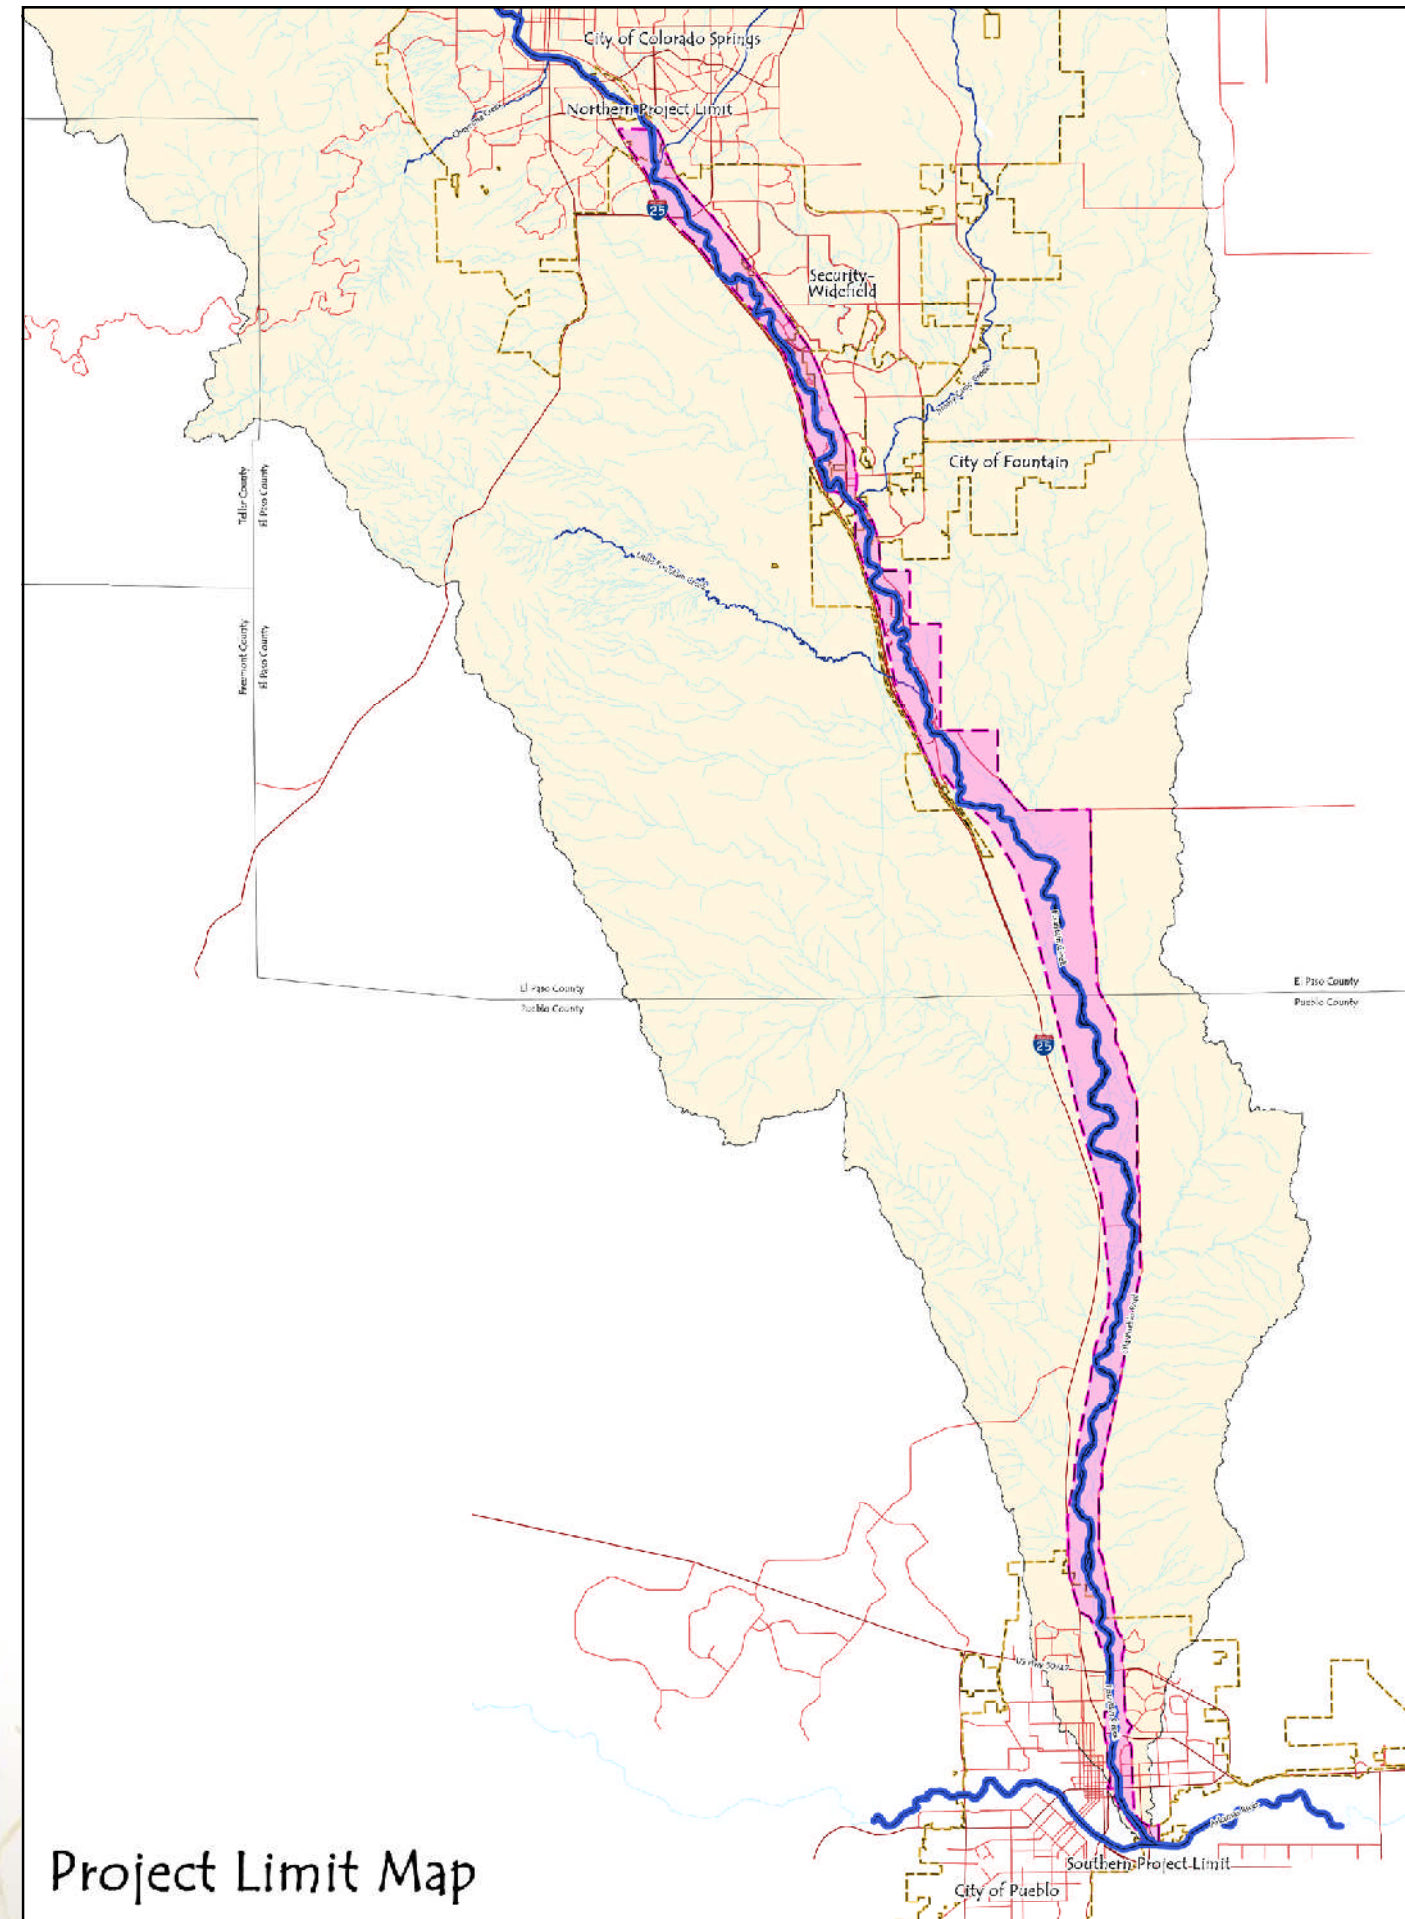 City of Colorado Springs
Northern Project Limit
25
Security-
Widefield
City of Fountain
Teller County
El Paso County
Fremont County
El Paso County
El Paso County
Pueblo County
El Paso County
Pueblo County
25
Arkansas River
Southern Project Limit
City of Pueblo
Project Limit Map